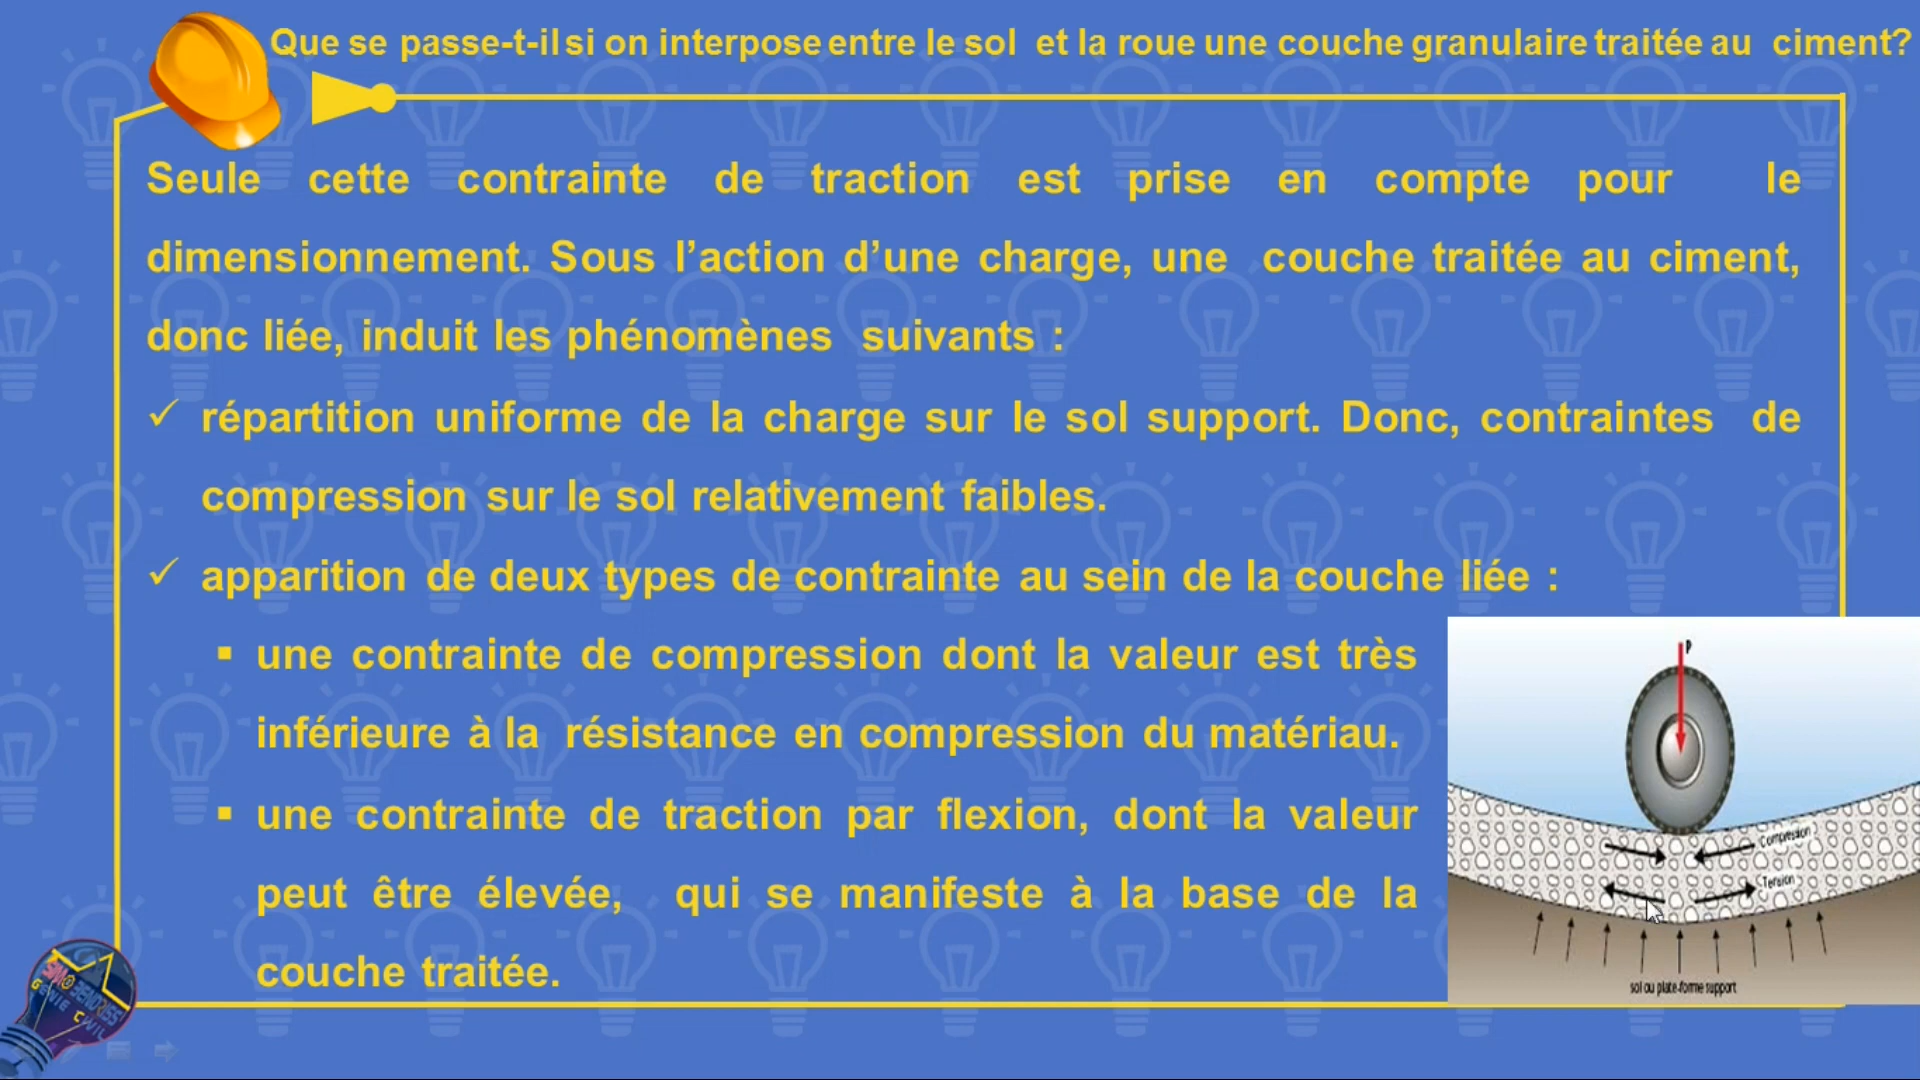 Que se passe-t-il si on interpose entre le sol et la roue une couche granulaire traitée au ciment?
Seule cette contrainte de traction est prise en compte pour le
dimensionnement. Sous l’action d’une charge, une couche traitée au ciment,
donc liée, induit les phénomènes suivants :
✓ répartition uniforme de la charge sur le sol support. Donc, contraintes de
compression sur le sol relativement faibles.
✓ apparition de deux types de contrainte au sein de la couche liée :
▪ une contrainte de compression dont la valeur est très
inférieure à la résistance en compression du matériau.
▪ une contrainte de traction par flexion, dont la valeur
peut être élevée, qui se manifeste à la base de la
couche traitée.
P
Compression
Tension
sol ou plate-forme support
SIMO BENDRISS
GENIE CIVIL